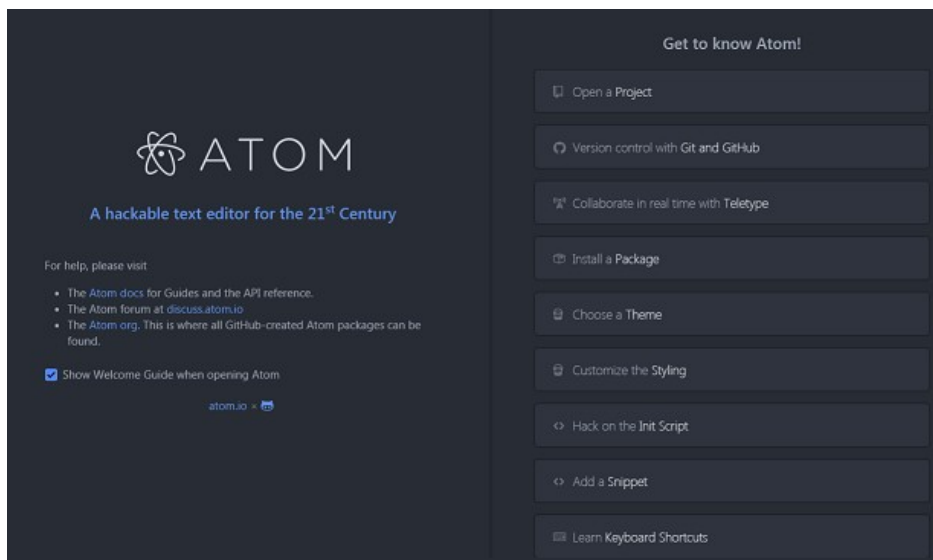 ATOM
A hackable text editor for the 21st Century
For help, please visit
The Atom docs for Guides and the API reference.
The Atom forum at discuss.atom.io
The Atom org. This is where all GitHub-created Atom packages can be
found.
Show Welcome Guide when opening Atom
atom.io ×
Get to know Atom!
Open a Project
Version control with Git and GitHub
Collaborate in real time with Teletype
Install a Package
Choose a Theme
Customize the Styling
Hack on the Init Script
Add a Snippet
Learn Keyboard Shortcuts